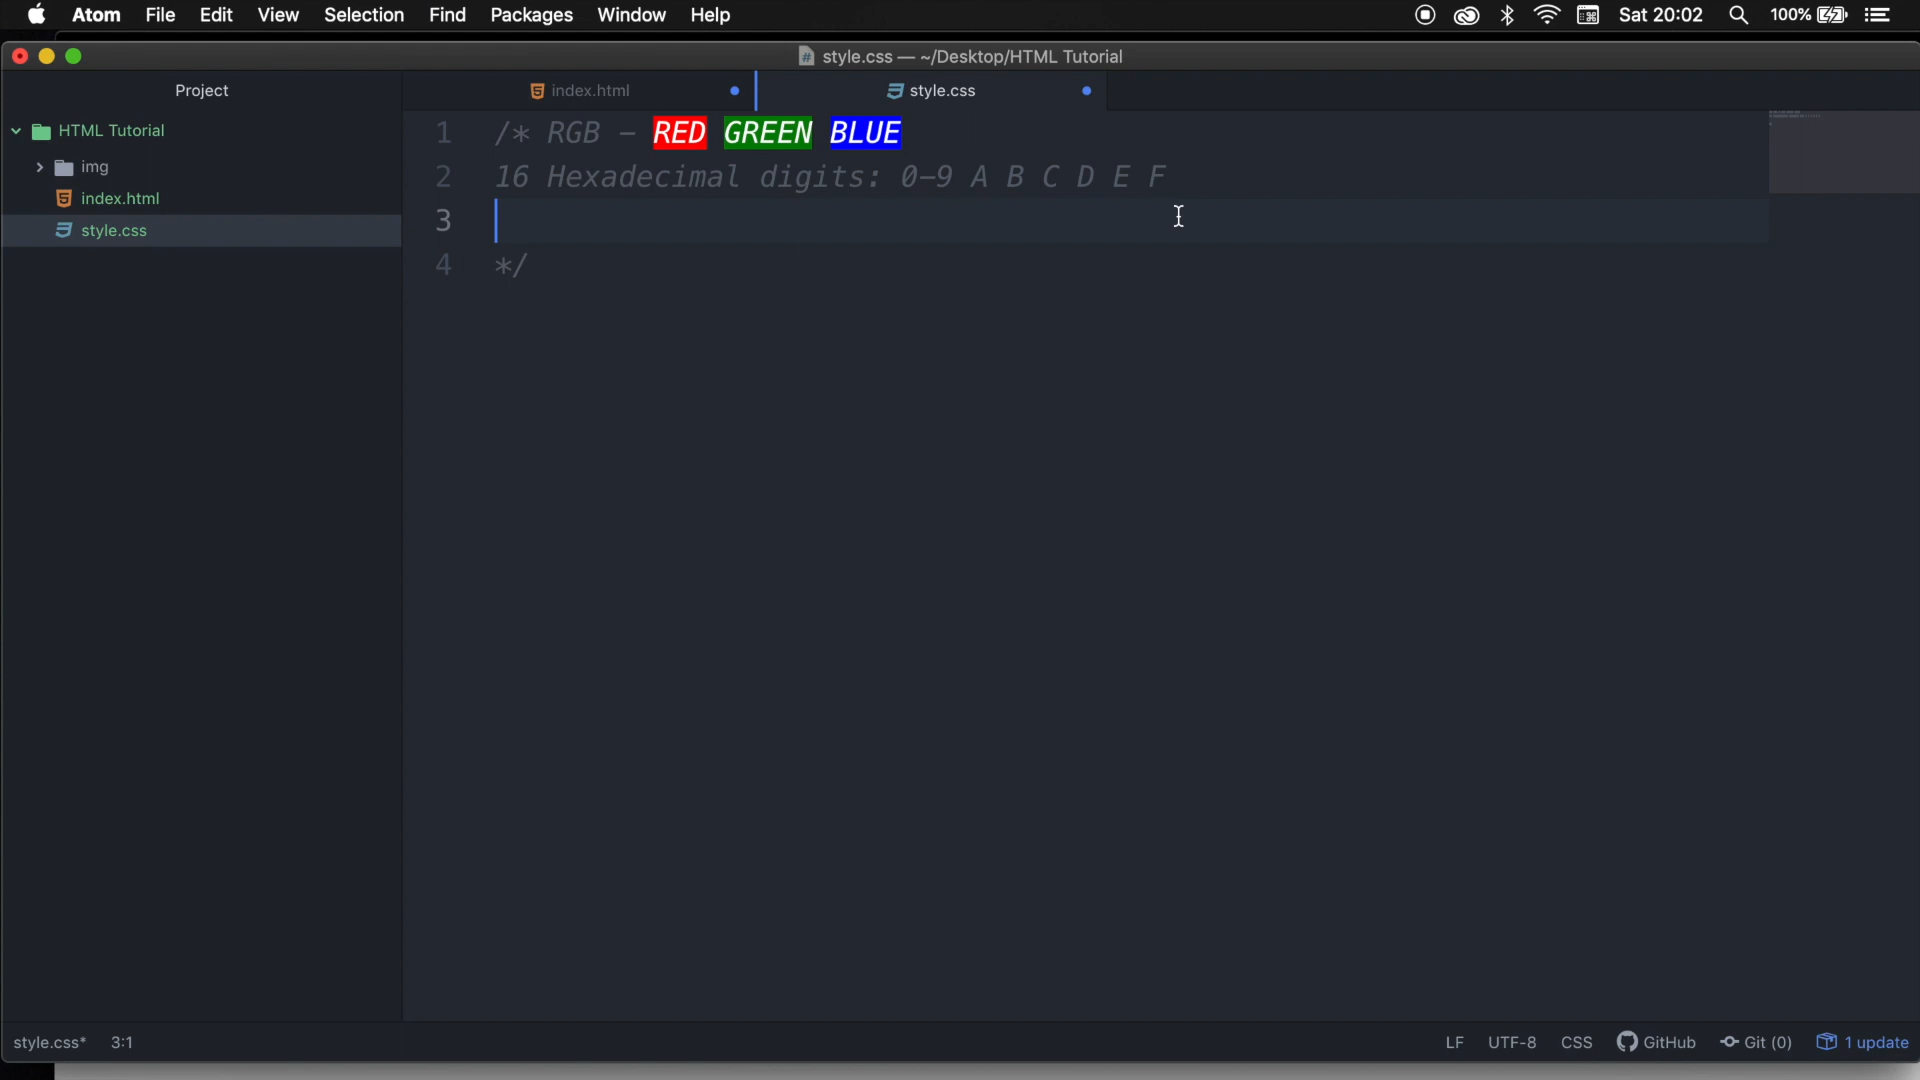 Atom File Edit View Selection Find Packages Window Help Sat 20:02 100%
style.css — ~/Desktop/HTML Tutorial
Project index.html style.css
HTML Tutorial
img
index.html
style.css
1 /* RGB - RED GREEN BLUE
2 16 Hexadecimal digits: 0-9 A B C D E F
3
4 */
style.css* 3:1 LF UTF-8 CSS GitHub Git (0) 1 update